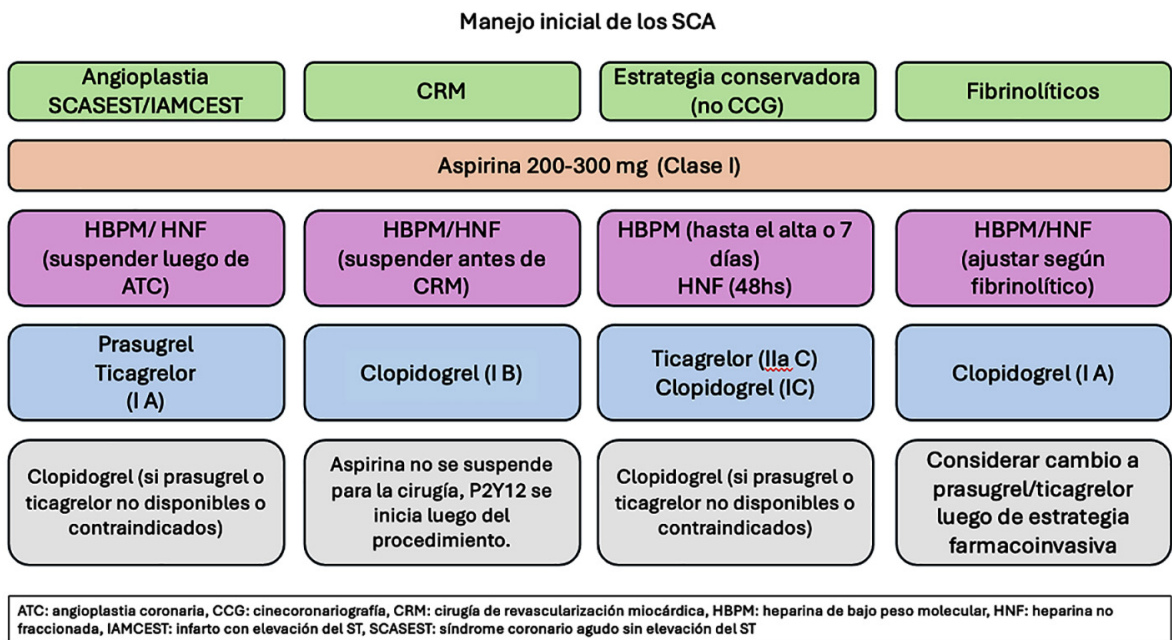 Manejo inicial de los SCA
Angioplastia
SCASEST/IAMCEST
CRM
Estrategia conservadora
(no CCG)
Fibrinolíticos
Aspirina 200-300 mg (Clase I)
HBPM/ HNF
(suspender luego de
ATC)
HBPM/HNF
(suspender antes de
CRM)
HBPM (hasta el alta o 7
días)
HNF (48hs)
HBPM/HNF
(ajustar según
fibrinolítico)
Prasugrel
Ticagrelor
(I A)
Clopidogrel (I B)
Ticagrelor (IIa C)
Clopidogrel (IC)
Clopidogrel (I A)
Clopidogrel (si prasugrel o
ticagrelor no disponibles o
contraindicados)
Aspirina no se suspende
para la cirugía, P2Y12 se
inicia luego del
procedimiento.
Clopidogrel (si prasugrel o
ticagrelor no disponibles o
contraindicados)
Considerar cambio a
prasugrel/ticagrelor
luego de estrategia
farmacoinvasiva
ATC: angioplastia coronaria, CCG: cinecoronariografía, CRM: cirugía de revascularización miocárdica, HBPM: heparina de bajo peso molecular, HNF: heparina no
fraccionada, IAMCEST: infarto con elevación del ST, SCASEST: síndrome coronario agudo sin elevación del ST